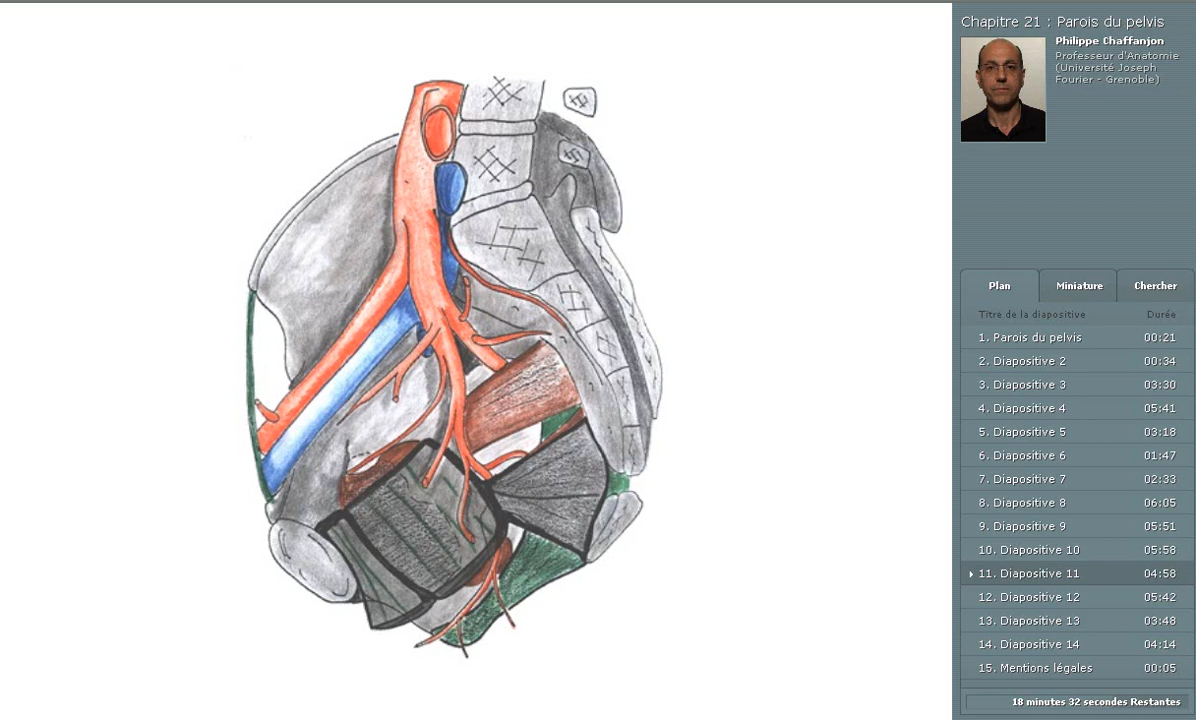 Chapitre 21 : Parois du pelvis
Philippe Chaffanjon
Professeur d'Anatomie
(Université Joseph
Fourier - Grenoble)
Plan Miniature Chercher
Titre de la diapositive Durée
1. Parois du pelvis 00:21
2. Diapositive 2 00:34
3. Diapositive 3 03:30
4. Diapositive 4 05:41
5. Diapositive 5 03:18
6. Diapositive 6 01:47
7. Diapositive 7 02:33
8. Diapositive 8 06:05
9. Diapositive 9 05:51
10. Diapositive 10 05:58
11. Diapositive 11 04:58
12. Diapositive 12 05:42
13. Diapositive 13 03:48
14. Diapositive 14 04:14
15. Mentions légales 00:05
18 minutes 32 secondes Restantes